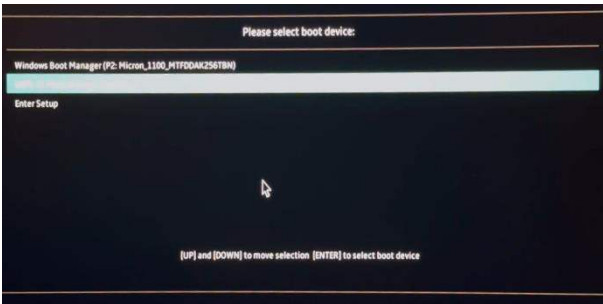 Please select boot device:
Windows Boot Manager (P2: Micron_1100_MTFDDAK256TBN)
Enter Setup
[UP] and [DOWN] to move selection [ENTER] to select boot device